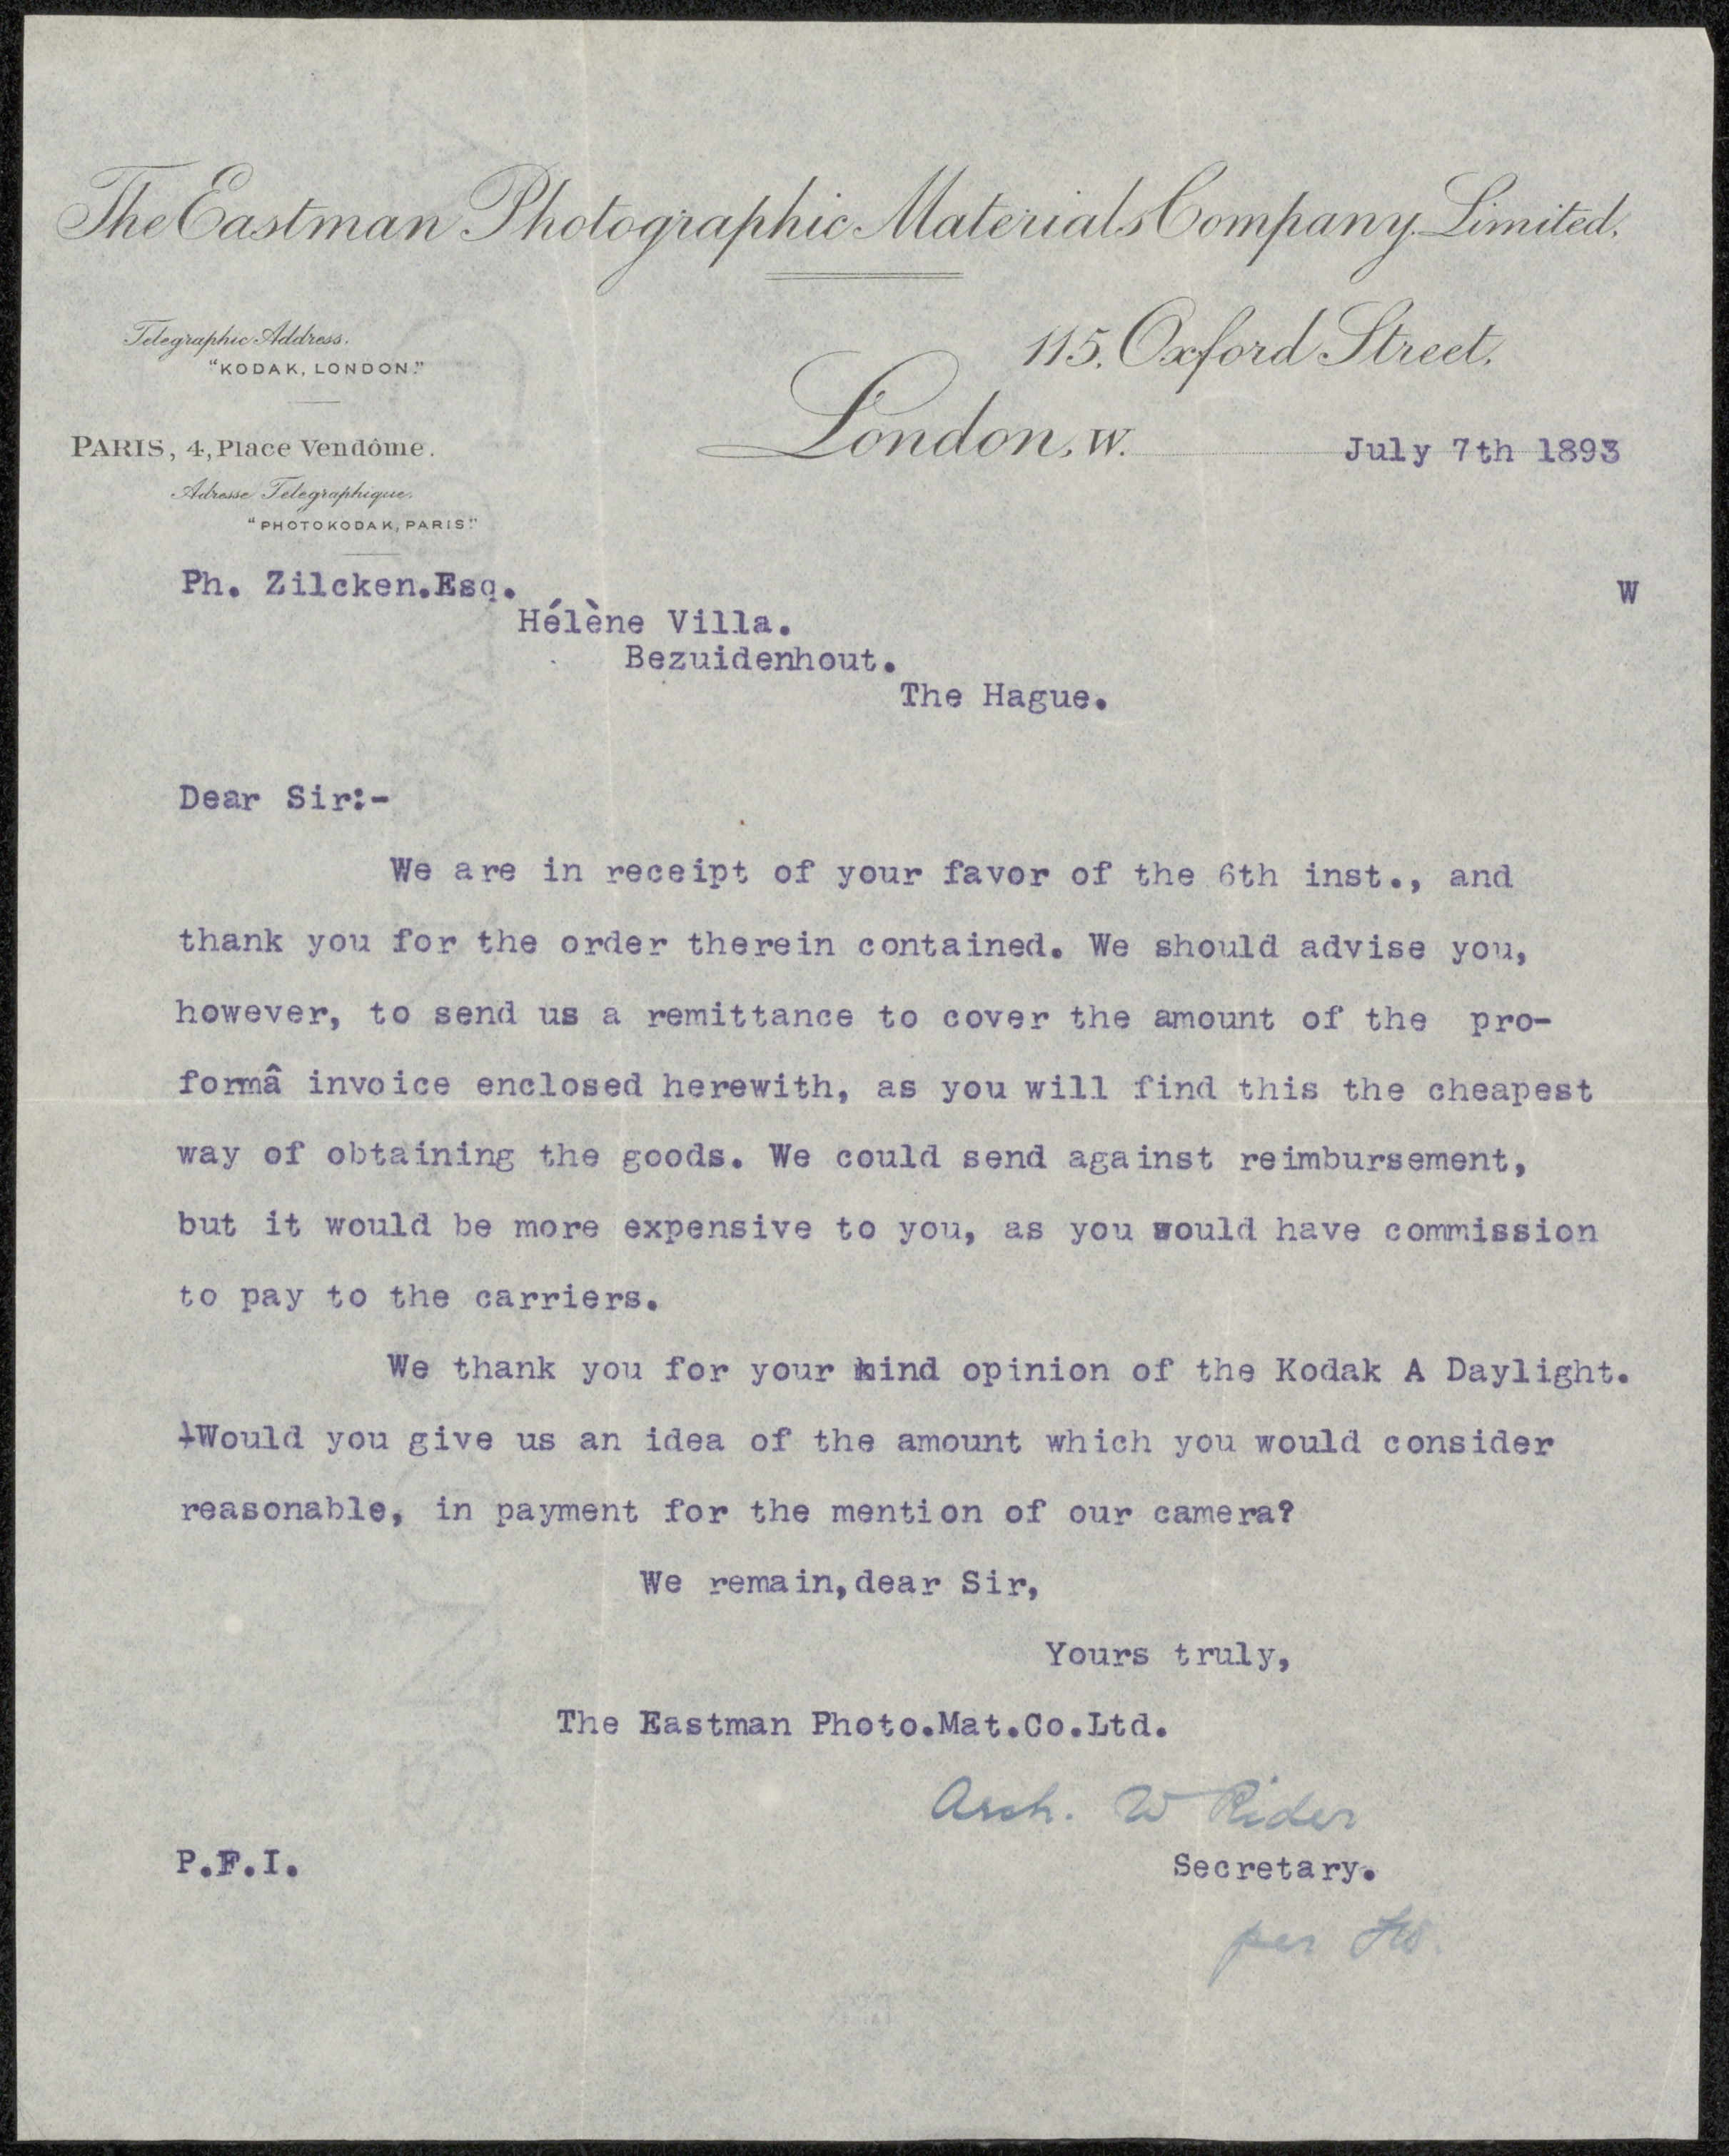 The Eastman Photographic Materials Company Limited.
115, Oxford Street,
Telegraphic Address.
"KODAK, LONDON."
London, W. July 7th 1893
PARIS, 4, Place Vendôme.
Adresse Telegraphique.
"PHOTOKODAK, PARIS."
Ph. Zilcken.Esq. W
Hélène Villa.
Bezuidenhout.
The Hague.
Dear Sir:-
We are in receipt of your favor of the 6th inst., and
thank you for the order therein contained. We should advise you,
however, to send us a remittance to cover the amount of the pro-
formâ invoice enclosed herewith, as you will find this the cheapest
way of obtaining the goods. We could send against reimbursement,
but it would be more expensive to you, as you would have commission
to pay to the carriers.
We thank you for your kind opinion of the Kodak A Daylight.
Would you give us an idea of the amount which you would consider
reasonable, in payment for the mention of our camera?
We remain,dear Sir,
Yours truly,
The Eastman Photo.Mat.Co.Ltd.
Arch. W Rider
P.F.I. Secretary.
per